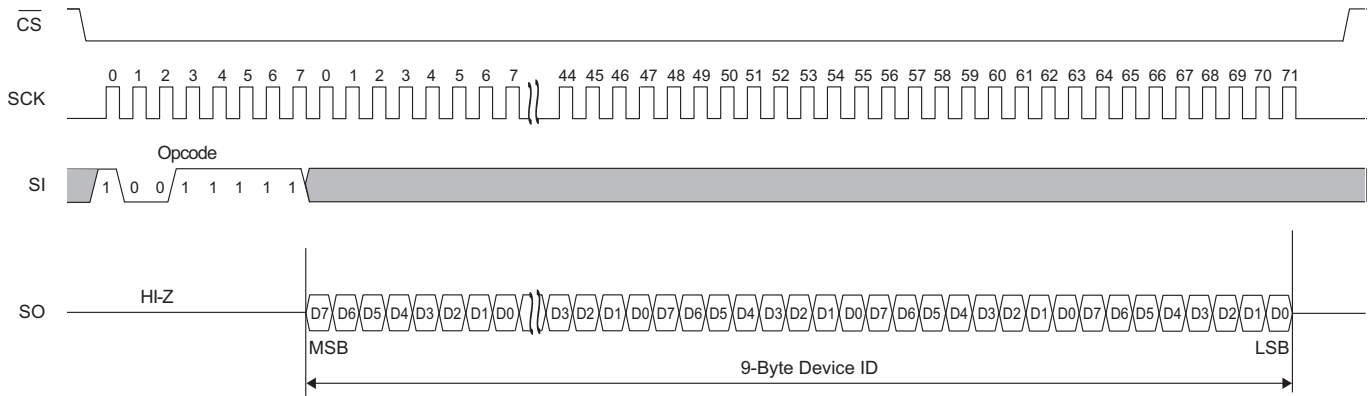 CS
0 1 2 3 4 5 6 7 0 1 2 3 4 5 6 7 44 45 46 47 48 49 50 51 52 53 54 55 56 57 58 59 60 61 62 63 64 65 66 67 68 69 70 71
SCK
Opcode
SI 1 0 0 1 1 1 1 1
HI-Z
SO D7 D6 D5 D4 D3 D2 D1 D0 D3 D2 D1 D0 D7 D6 D5 D4 D3 D2 D1 D0 D7 D6 D5 D4 D3 D2 D1 D0 D7 D6 D5 D4 D3 D2 D1 D0
MSB LSB
9-Byte Device ID